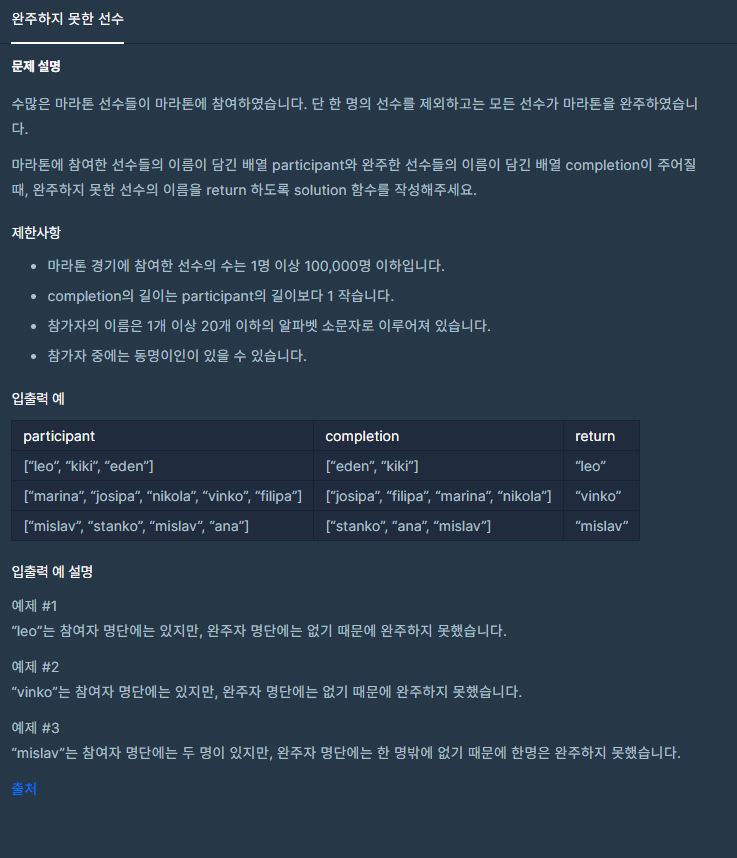 완주하지 못한 선수
문제 설명
수많은 마라톤 선수들이 마라톤에 참여하였습니다. 단 한 명의 선수를 제외하고는 모든 선수가 마라톤을 완주하였습니
다.
마라톤에 참여한 선수들의 이름이 담긴 배열 participant와 완주한 선수들의 이름이 담긴 배열 completion이 주어질
때, 완주하지 못한 선수의 이름을 return 하도록 solution 함수를 작성해주세요.
제한사항
• 마라톤 경기에 참여한 선수의 수는 1명 이상 100,000명 이하입니다.
• completion의 길이는 participant의 길이보다 1 작습니다.
• 참가자의 이름은 1개 이상 20개 이하의 알파벳 소문자로 이루어져 있습니다.
• 참가자 중에는 동명이인이 있을 수 있습니다.
입출력 예
participant completion return
[“leo”, “kiki”, “eden”] [“eden”, “kiki”] “leo”
[“marina”, “josipa”, “nikola”, “vinko”, “filipa”] [“josipa”, “filipa”, “marina”, “nikola”] “vinko”
[“mislav”, “stanko”, “mislav”, “ana”] [“stanko”, “ana”, “mislav”] “mislav”
입출력 예 설명
예제 #1
“leo”는 참여자 명단에는 있지만, 완주자 명단에는 없기 때문에 완주하지 못했습니다.
예제 #2
“vinko”는 참여자 명단에는 있지만, 완주자 명단에는 없기 때문에 완주하지 못했습니다.
예제 #3
“mislav”는 참여자 명단에는 두 명이 있지만, 완주자 명단에는 한 명밖에 없기 때문에 한명은 완주하지 못했습니다.
출처